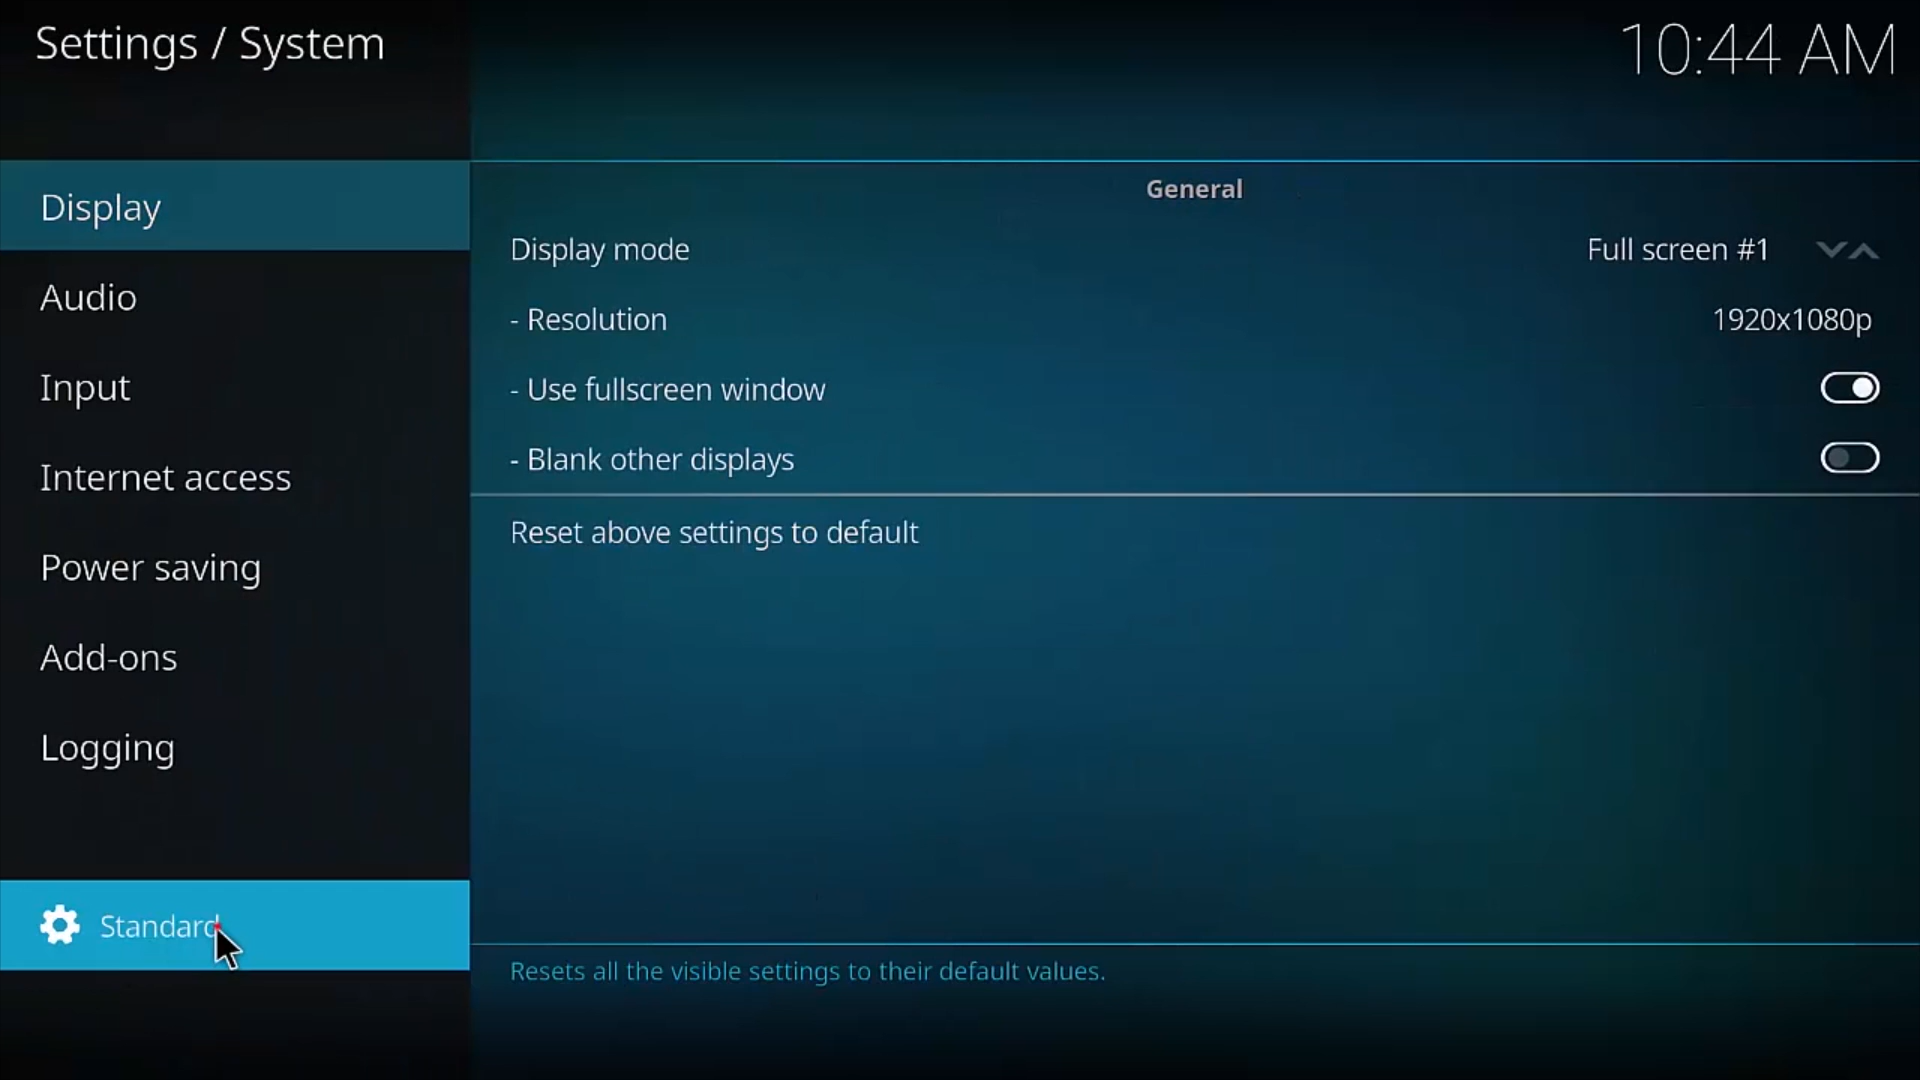 Settings / System
10:44 AM
Display
Audio
Input
Internet access
Power saving
Add-ons
Logging
Standard
General
Display mode
Full screen #1
- Resolution
1920x1080p
- Use fullscreen window
- Blank other displays
Reset above settings to default
Resets all the visible settings to their default values.